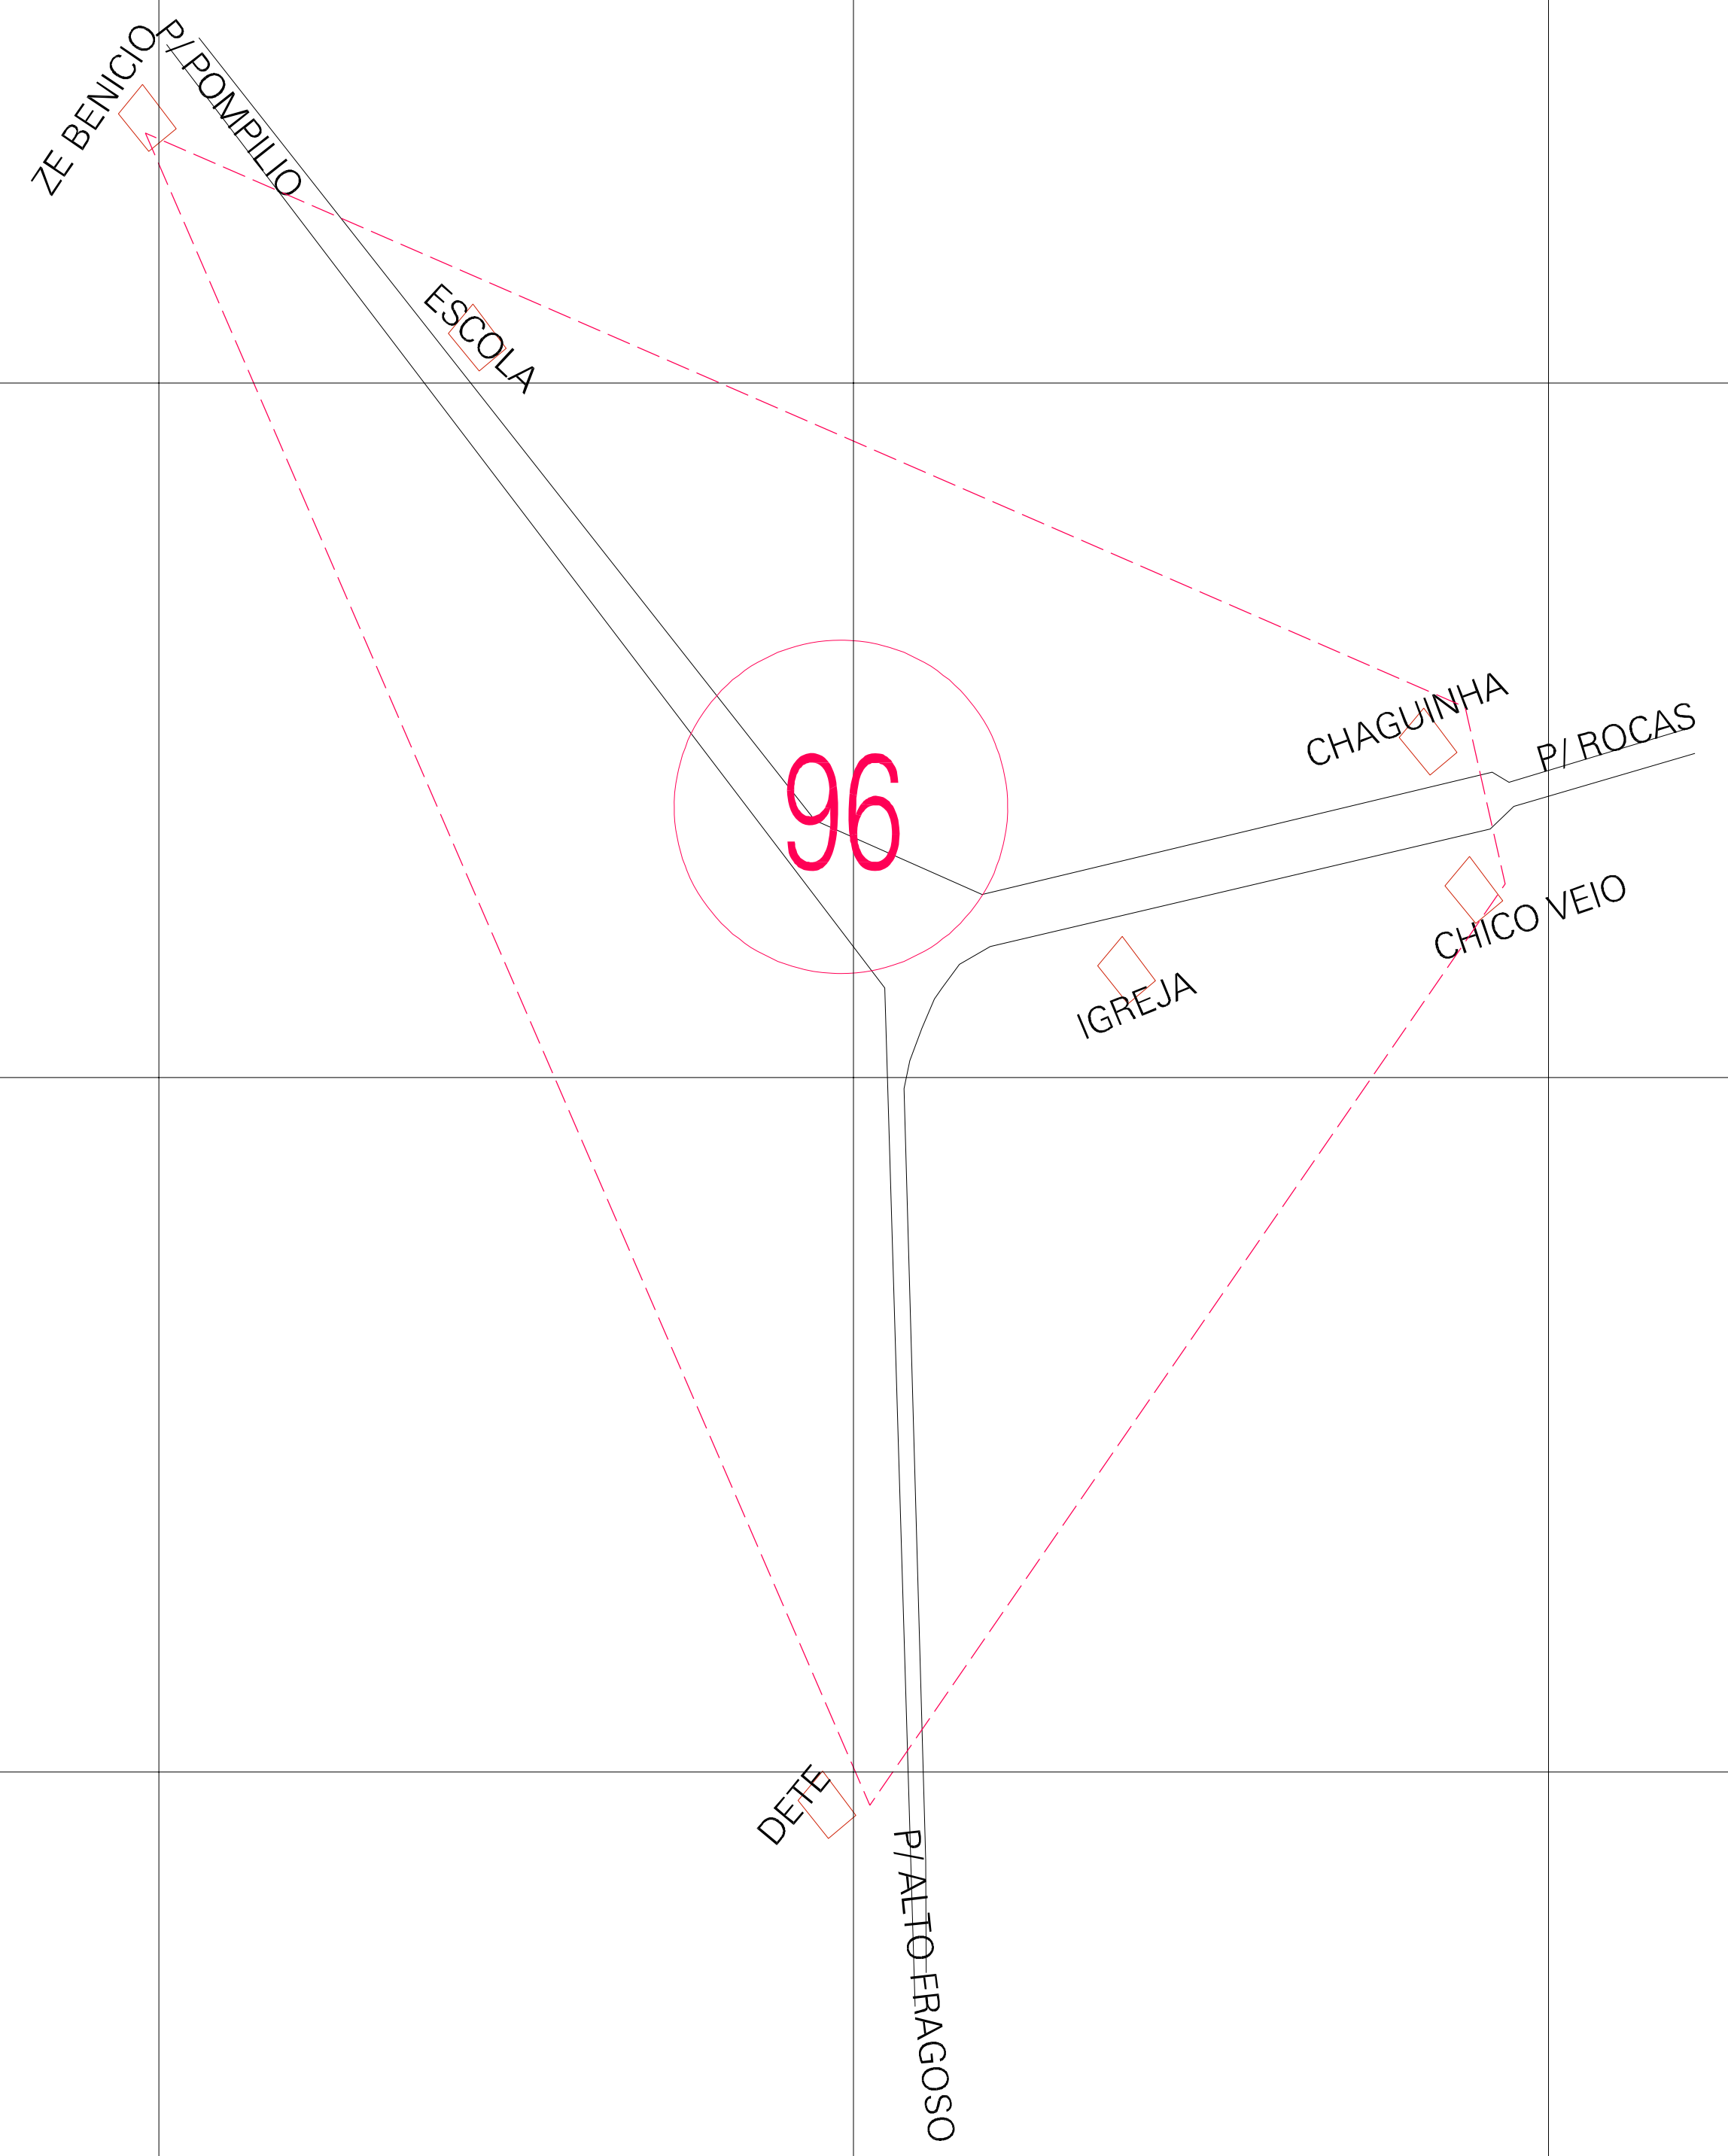 ZE BENICIO
P/ POMPILIO
ESCOLA
CHAGUINHA
P/ ROCAS
96
CHICO VEIO
IGREJA
DETE
P/ ALTO FRAGOSO